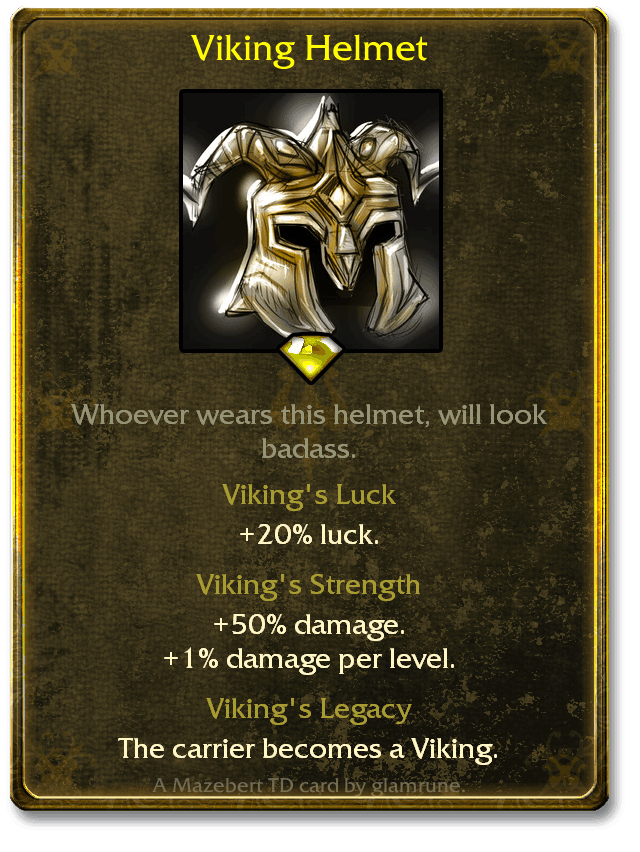 Viking Helmet
Whoever wears this helmet, will look
badass.
Viking's Luck
+20% luck.
Viking's Strength
+50% damage.
+1% damage per level.
Viking's Legacy
The carrier becomes a Viking.
A Mazebert TD card by glamrune.